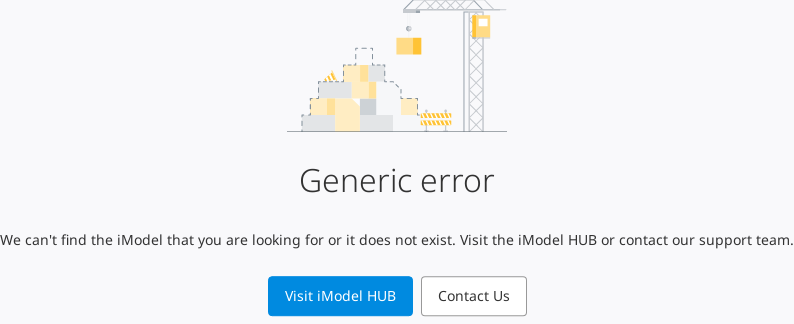 Generic error
We can't find the iModel that you are looking for or it does not exist. Visit the iModel HUB or contact our support team.
Visit iModel HUB
Contact Us